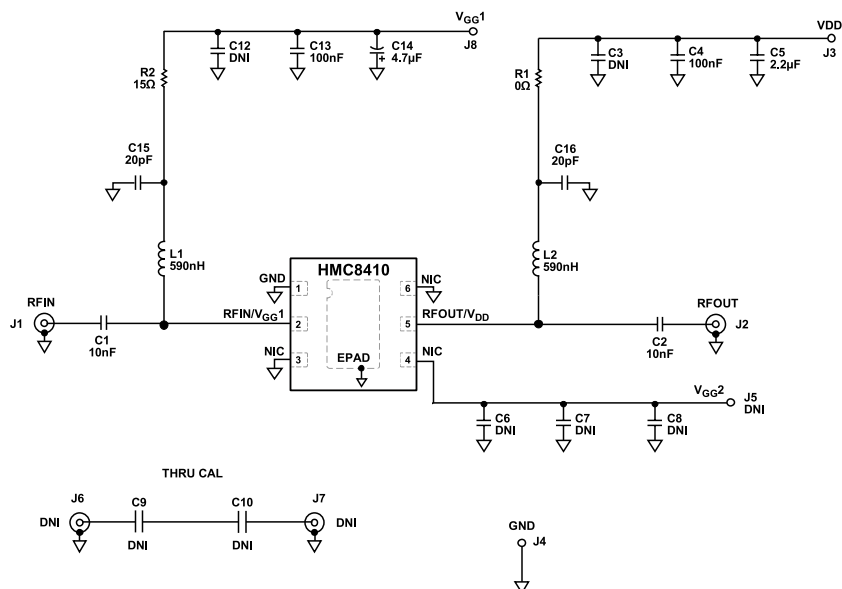 VGG1
J8
C12
DNI
C13
100nF
C14
4.7µF
+
R2
15Ω
C15
20pF
L1
590nH
VDD
J3
C3
DNI
C4
100nF
C5
2.2µF
R1
0Ω
C16
20pF
L2
590nH
HMC8410
GND
1
6
NIC
RFIN
J1
C1
10nF
RFIN/VGG1
2
5
RFOUT/VDD
RFOUT
J2
C2
10nF
NIC
3
4
NIC
EPAD
VGG2
J5
DNI
C6
DNI
C7
DNI
C8
DNI
THRU CAL
J6
DNI
C9
DNI
C10
DNI
J7
DNI
GND
J4